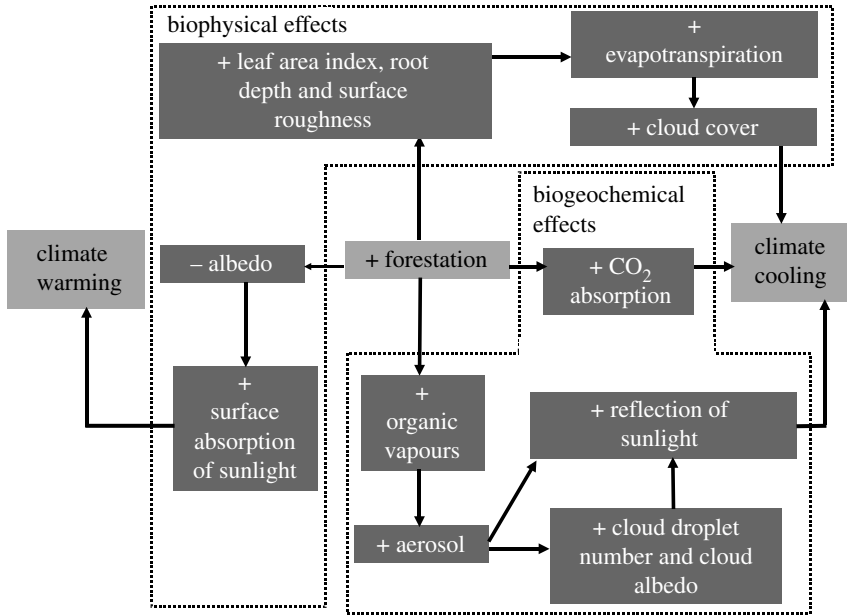 biophysical effects
+ leaf area index, root
depth and surface
roughness
+
evapotranspiration
+ cloud cover
biogeochemical
effects
climate
warming
– albedo
+ forestation
+ CO₂
absorption
climate
cooling
+
surface
absorption
of sunlight
+
organic
vapours
+ reflection of
sunlight
+ aerosol
+ cloud droplet
number and cloud
albedo